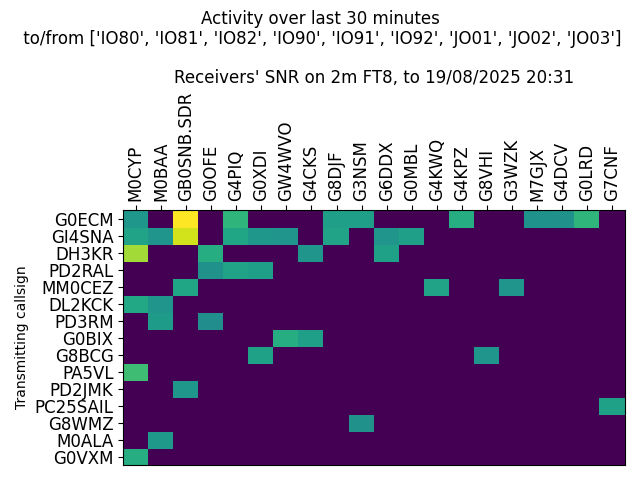 Activity over last 30 minutes
to/from ['IO80', 'IO81', 'IO82', 'IO90', 'IO91', 'IO92', 'JO01', 'JO02', 'JO03']
Receivers' SNR on 2m FT8, to 19/08/2025 20:31
M0CYP
M0BAA
GB0SNB.SDR
G0OFE
G4PIQ
G0XDI
GW4WVO
G4CKS
G8DJF
G3NSM
G6DDX
G0MBL
G4KWQ
G4KPZ
G8VHI
G3WZK
M7GJX
G4DCV
G0LRD
G7CNF
Transmitting callsign
G0ECM
GI4SNA
DH3KR
PD2RAL
MM0CEZ
DL2KCK
PD3RM
G0BIX
G8BCG
PA5VL
PD2JMK
PC25SAIL
G8WMZ
M0ALA
G0VXM